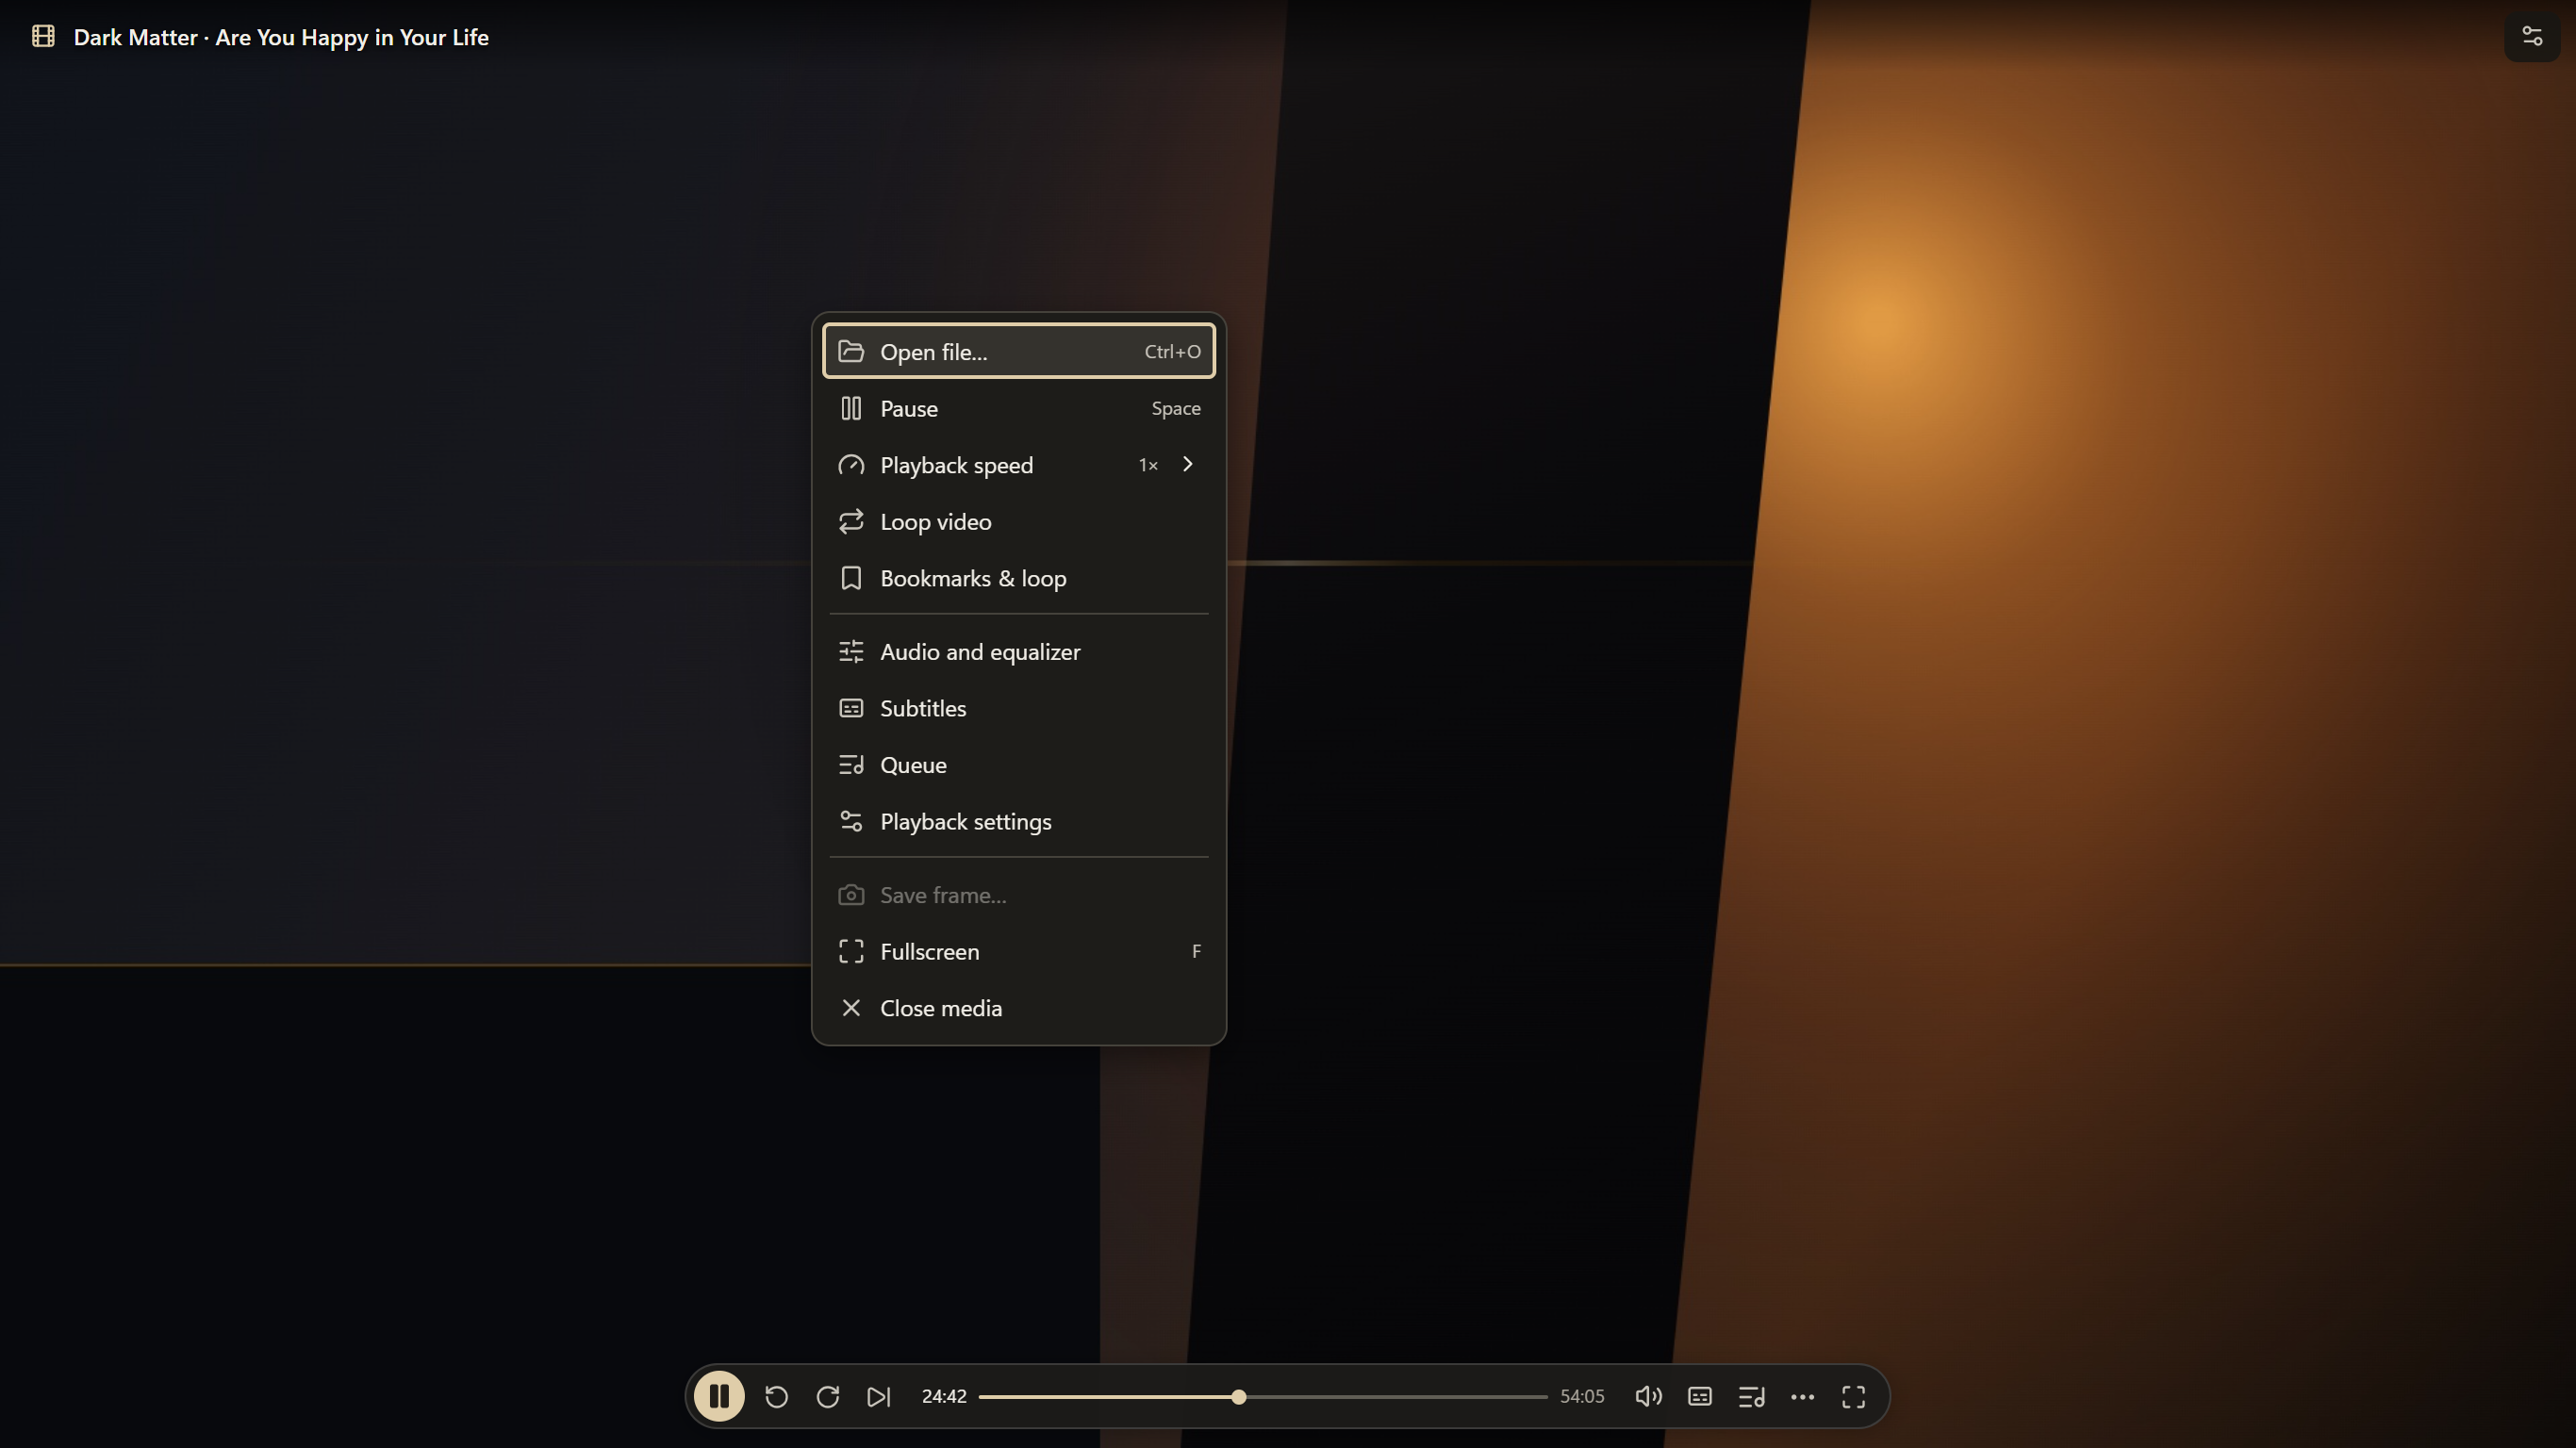 Dark Matter · Are You Happy in Your Life
Open file... Ctrl+O
Pause Space
Playback speed 1×
Loop video
Bookmarks & loop
Audio and equalizer
Subtitles
Queue
Playback settings
Save frame...
Fullscreen F
Close media
24:42 54:05